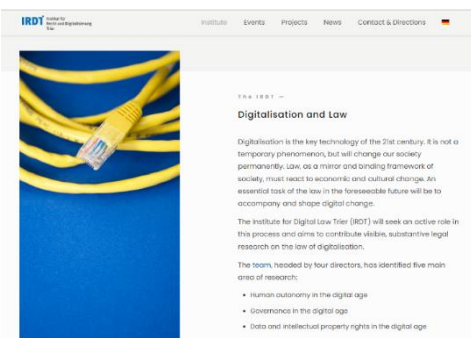 IRDT Institut für
Recht und Digitalisierung
Trier
Institute Events Projects News Contact & Directions
The IRDT —
Digitalisation and Law
Digitalisation is the key technology of the 21st century. It is not a
temporary phenomenon, but will change our society
permanently. Law, as a mirror and binding framework of
society, must react to economic and cultural change. An
essential task of the law in the foreseeable future will be to
accompany and shape digital change.
The Institute for Digital Law Trier (IRDT) will seek an active role in
this process and aims to contribute visible, substantive legal
research on the law of digitalisation.
The team, headed by four directors, has identified five main
area of research:
• Human autonomy in the digital age
• Governance in the digital age
• Data and intellectual property rights in the digital age